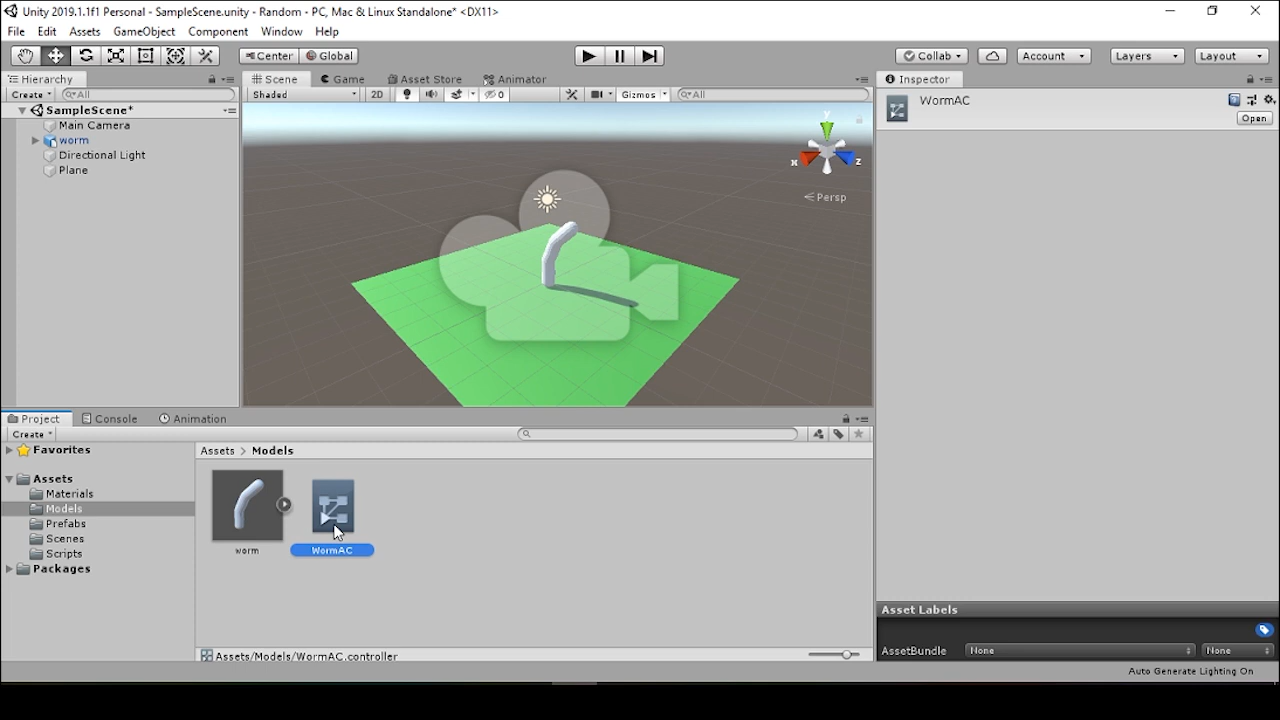 Unity 2019.1.1f1 Personal - SampleScene.unity - Random - PC, Mac & Linux Standalone* <DX11>
File Edit Assets GameObject Component Window Help
Center Global Collab Account Layers Layout
Hierarchy Scene Game Asset Store Animator Inspector
Create All Shaded 2D 0 Gizmos All
WormAC
Open
SampleScene*
Main Camera
worm
Directional Light
Plane
y
x
z
Persp
Project Console Animation
Create
Favorites
Assets > Models
Assets
Materials
Models
Prefabs
Scenes
Scripts
Packages
worm WormAC
Asset Labels
AssetBundle None None
Assets/Models/WormAC.controller
Auto Generate Lighting On